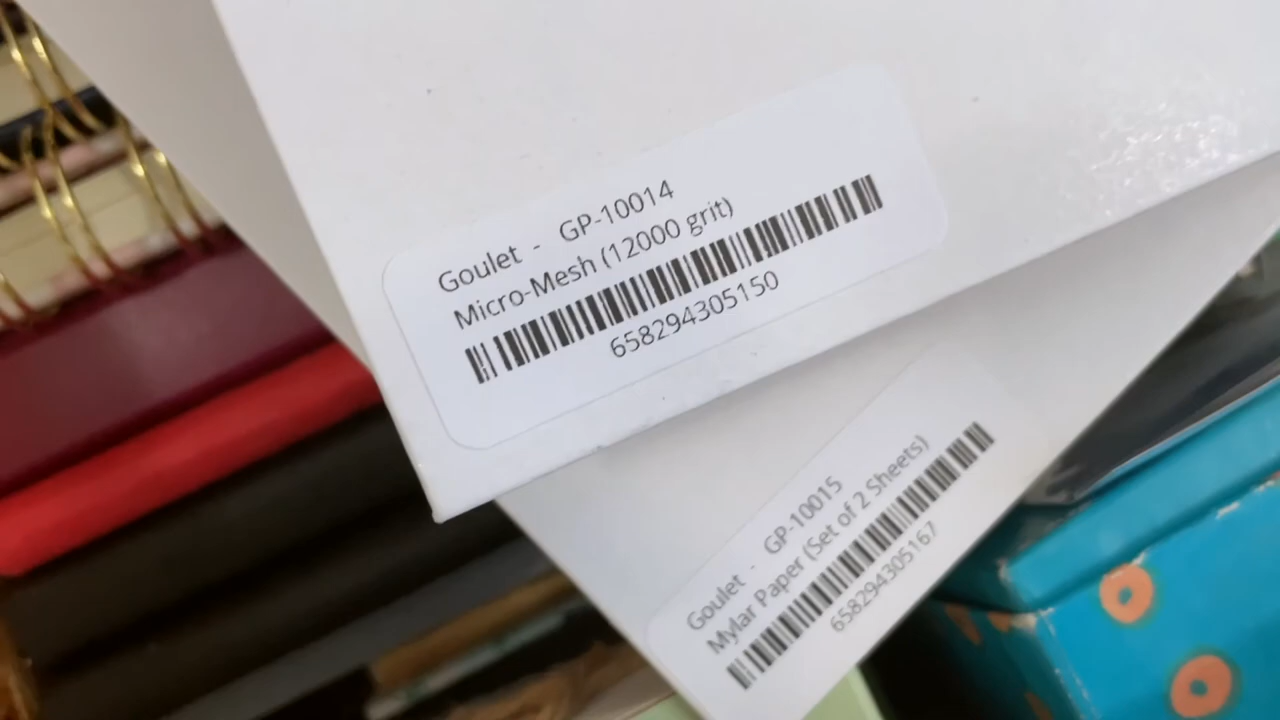 Goulet - GP-10014
Micro-Mesh (12000 grit)
658294305150
Goulet - GP-10015
Mylar Paper (Set of 2 Sheets)
658294305167